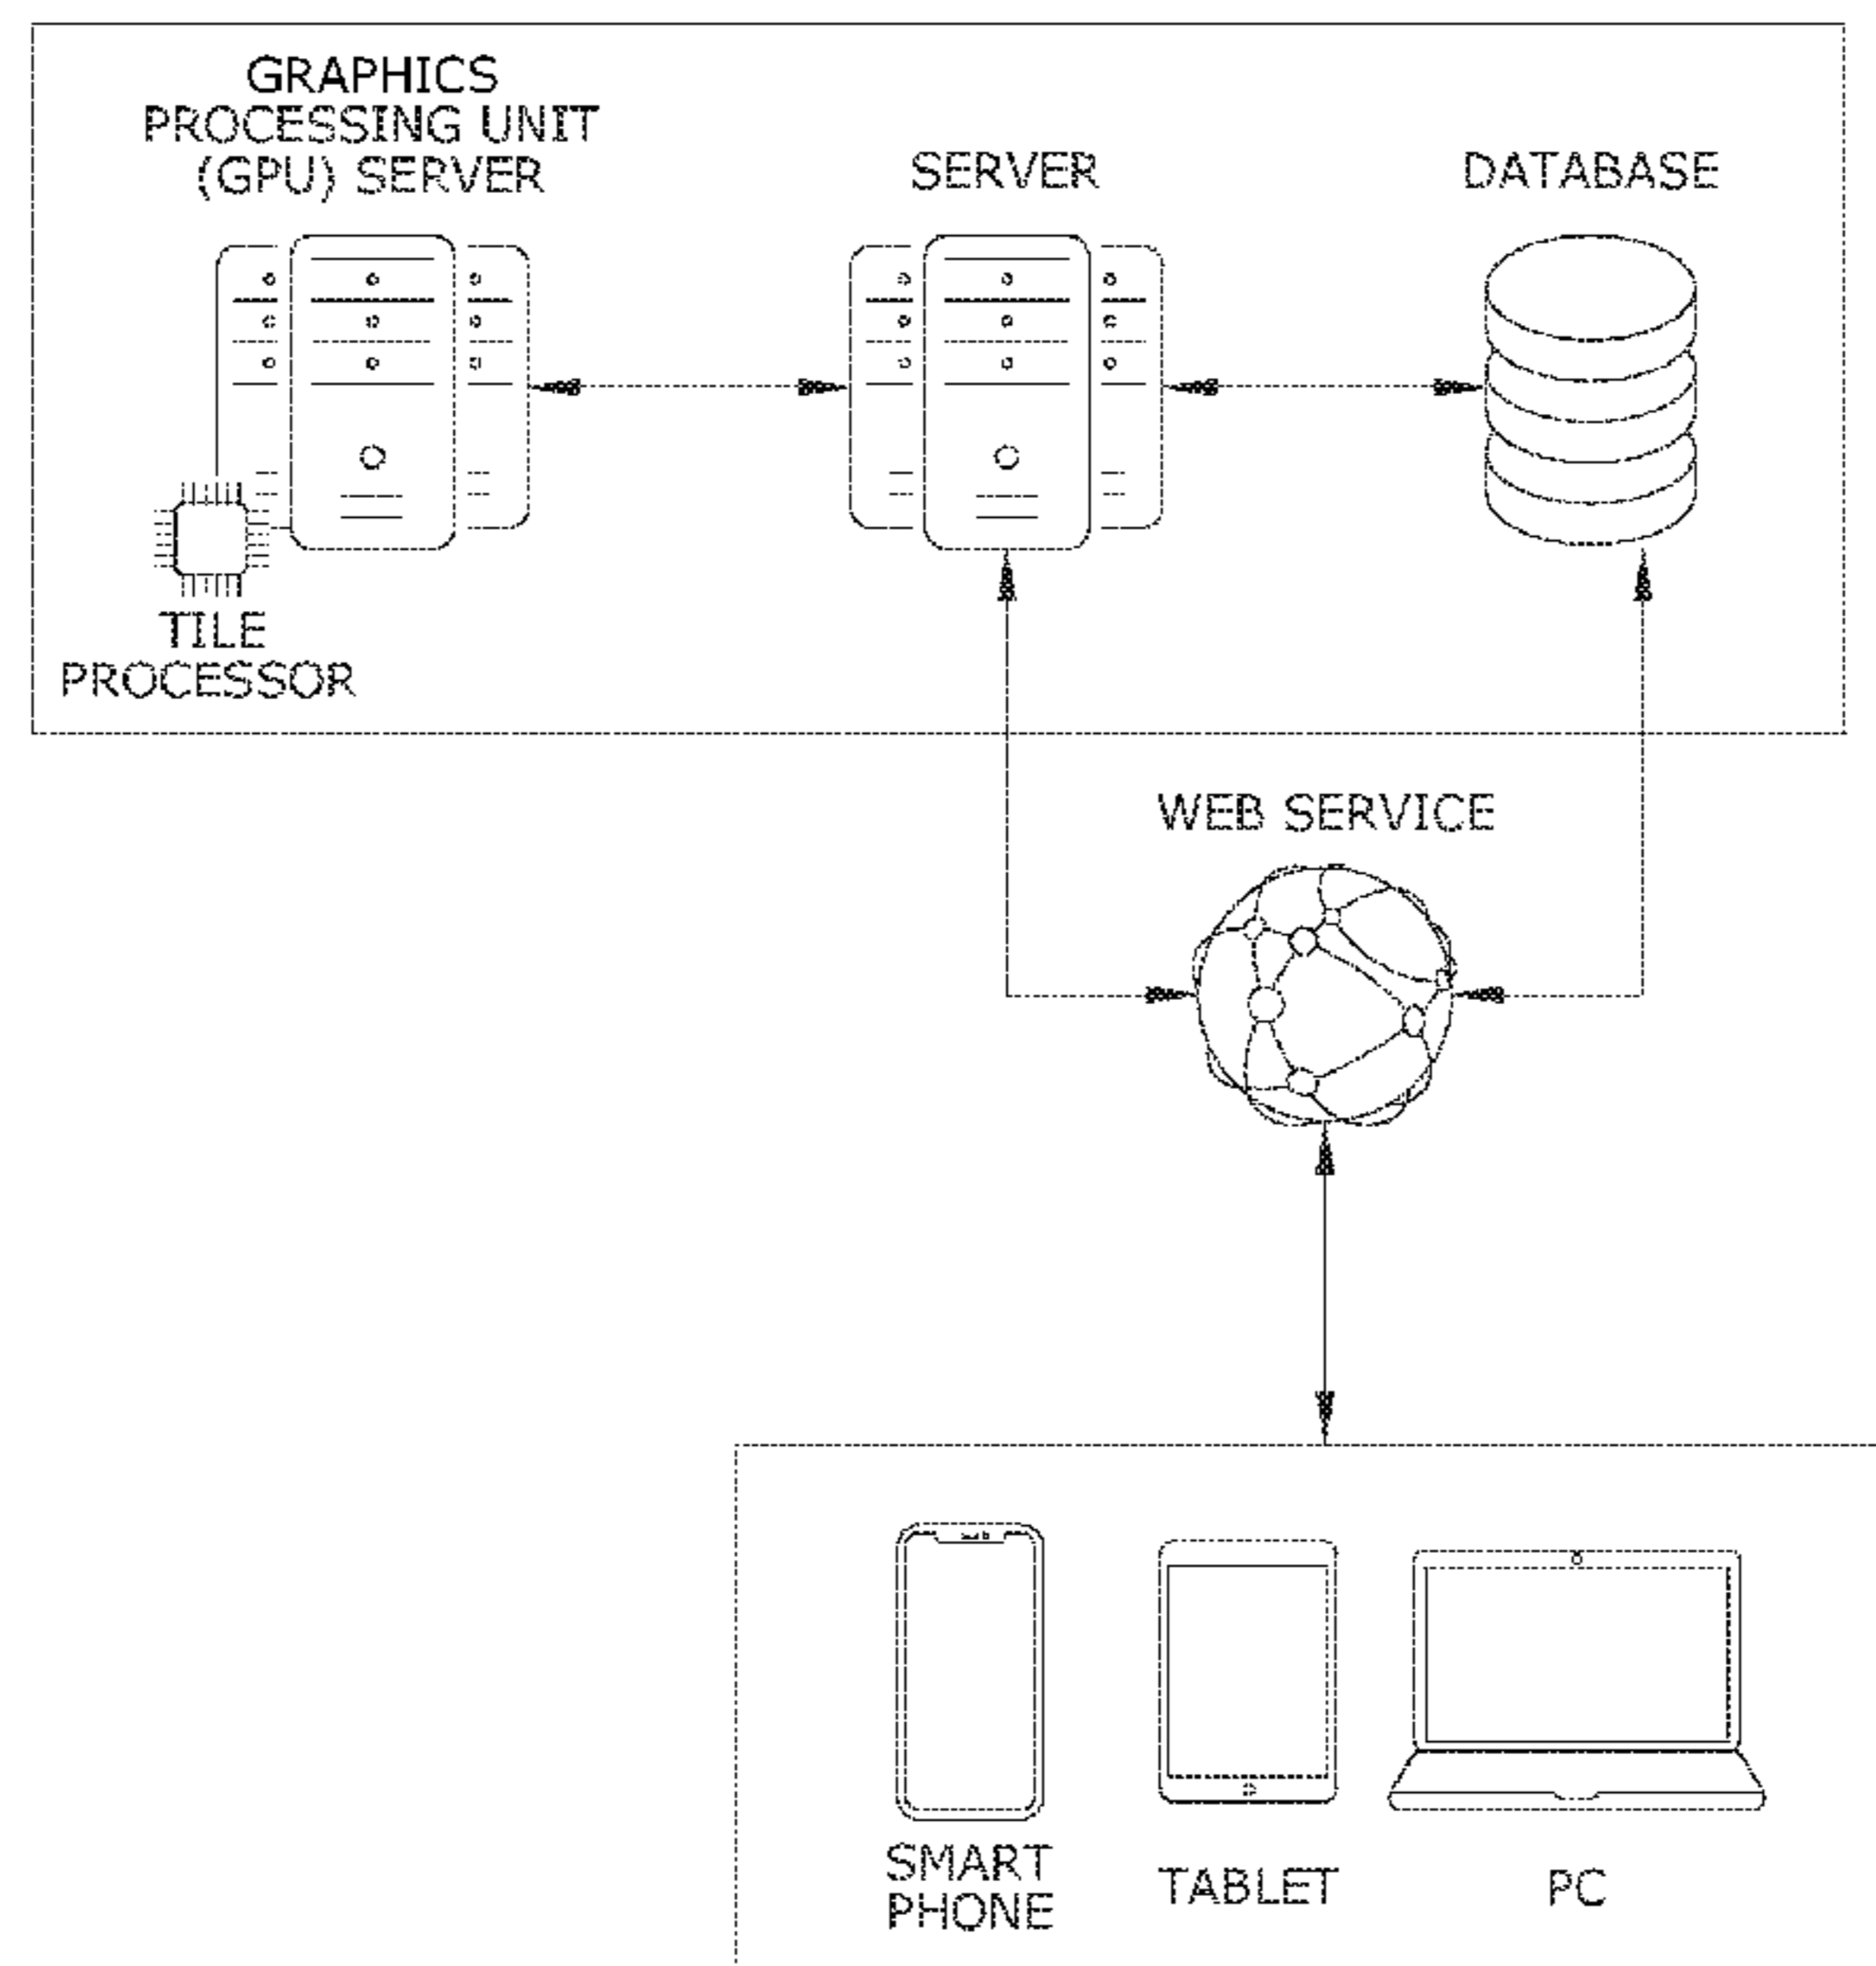 GRAPHICS
PROCESSING UNIT
(GPU) SERVER
SERVER
DATABASE
TILE
PROCESSOR
WEB SERVICE
SMART
PHONE
TABLET
PC